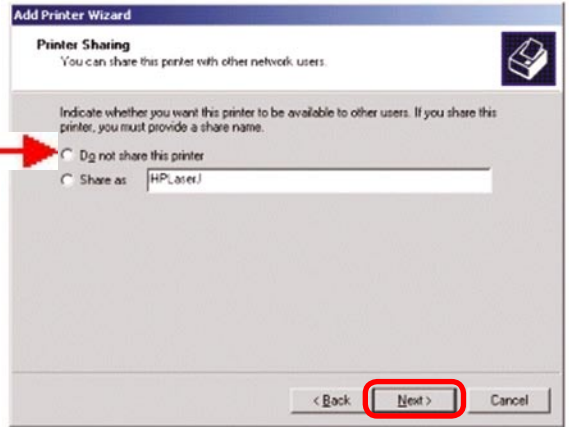 Add Printer Wizard
Printer Sharing
You can share this printer with other network users.
Indicate whether you want this printer to be available to other users. If you share this
printer, you must provide a share name.
Do not share this printer
Share as HPLaserJ
< Back Next > Cancel